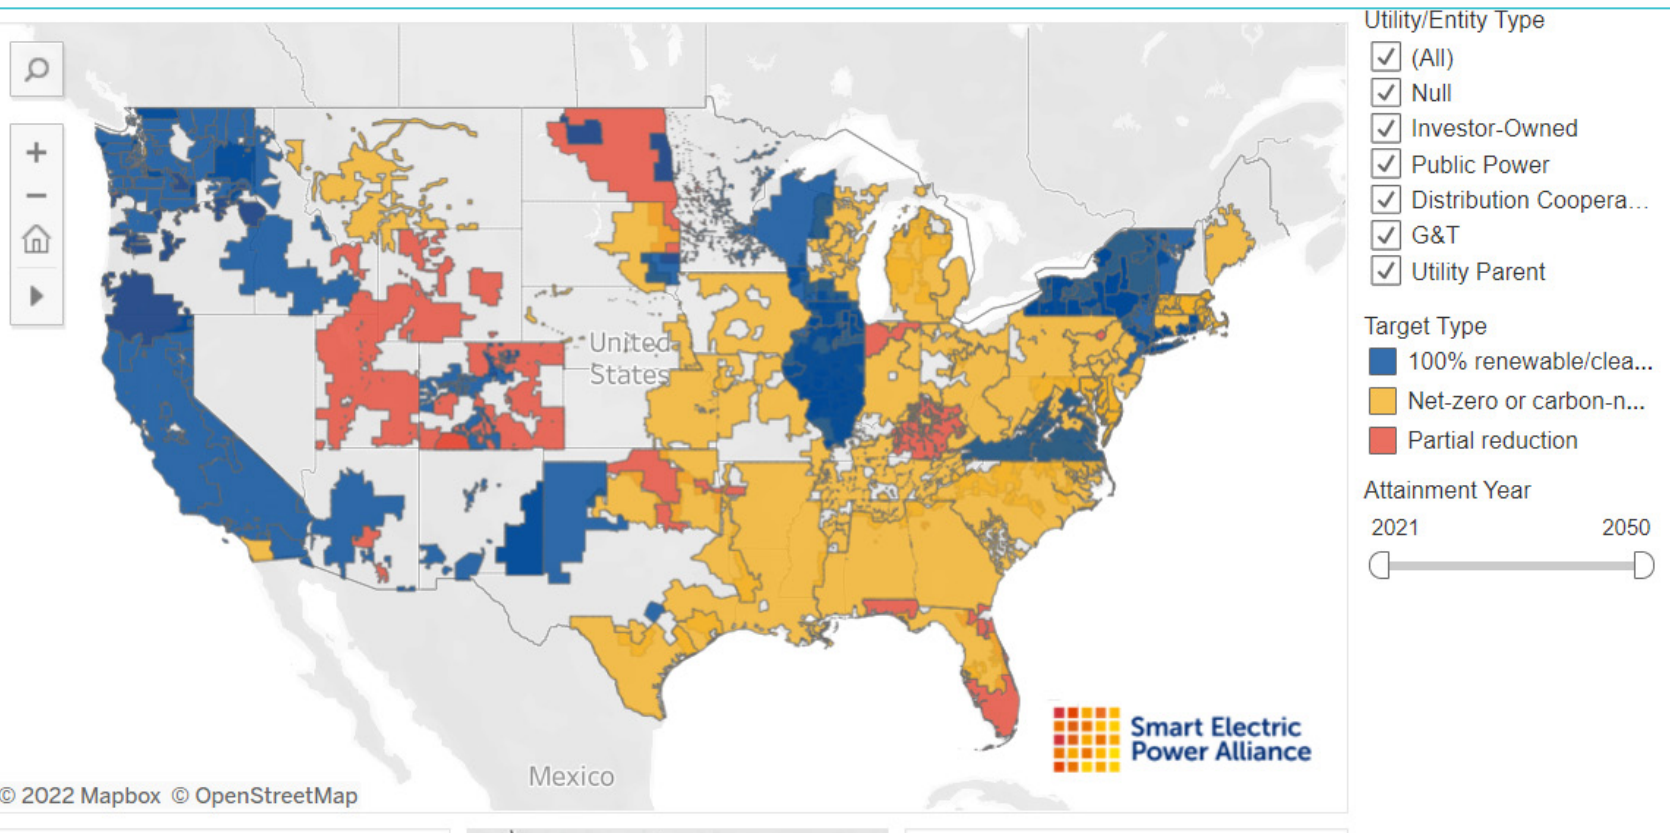 Utility/Entity Type
(All)
Null
Investor-Owned
Public Power
Distribution Coopera...
G&T
Utility Parent
Target Type
100% renewable/clea...
Net-zero or carbon-n...
Partial reduction
Attainment Year
2021 2050
United
States
Mexico
Smart Electric
Power Alliance
© 2022 Mapbox © OpenStreetMap